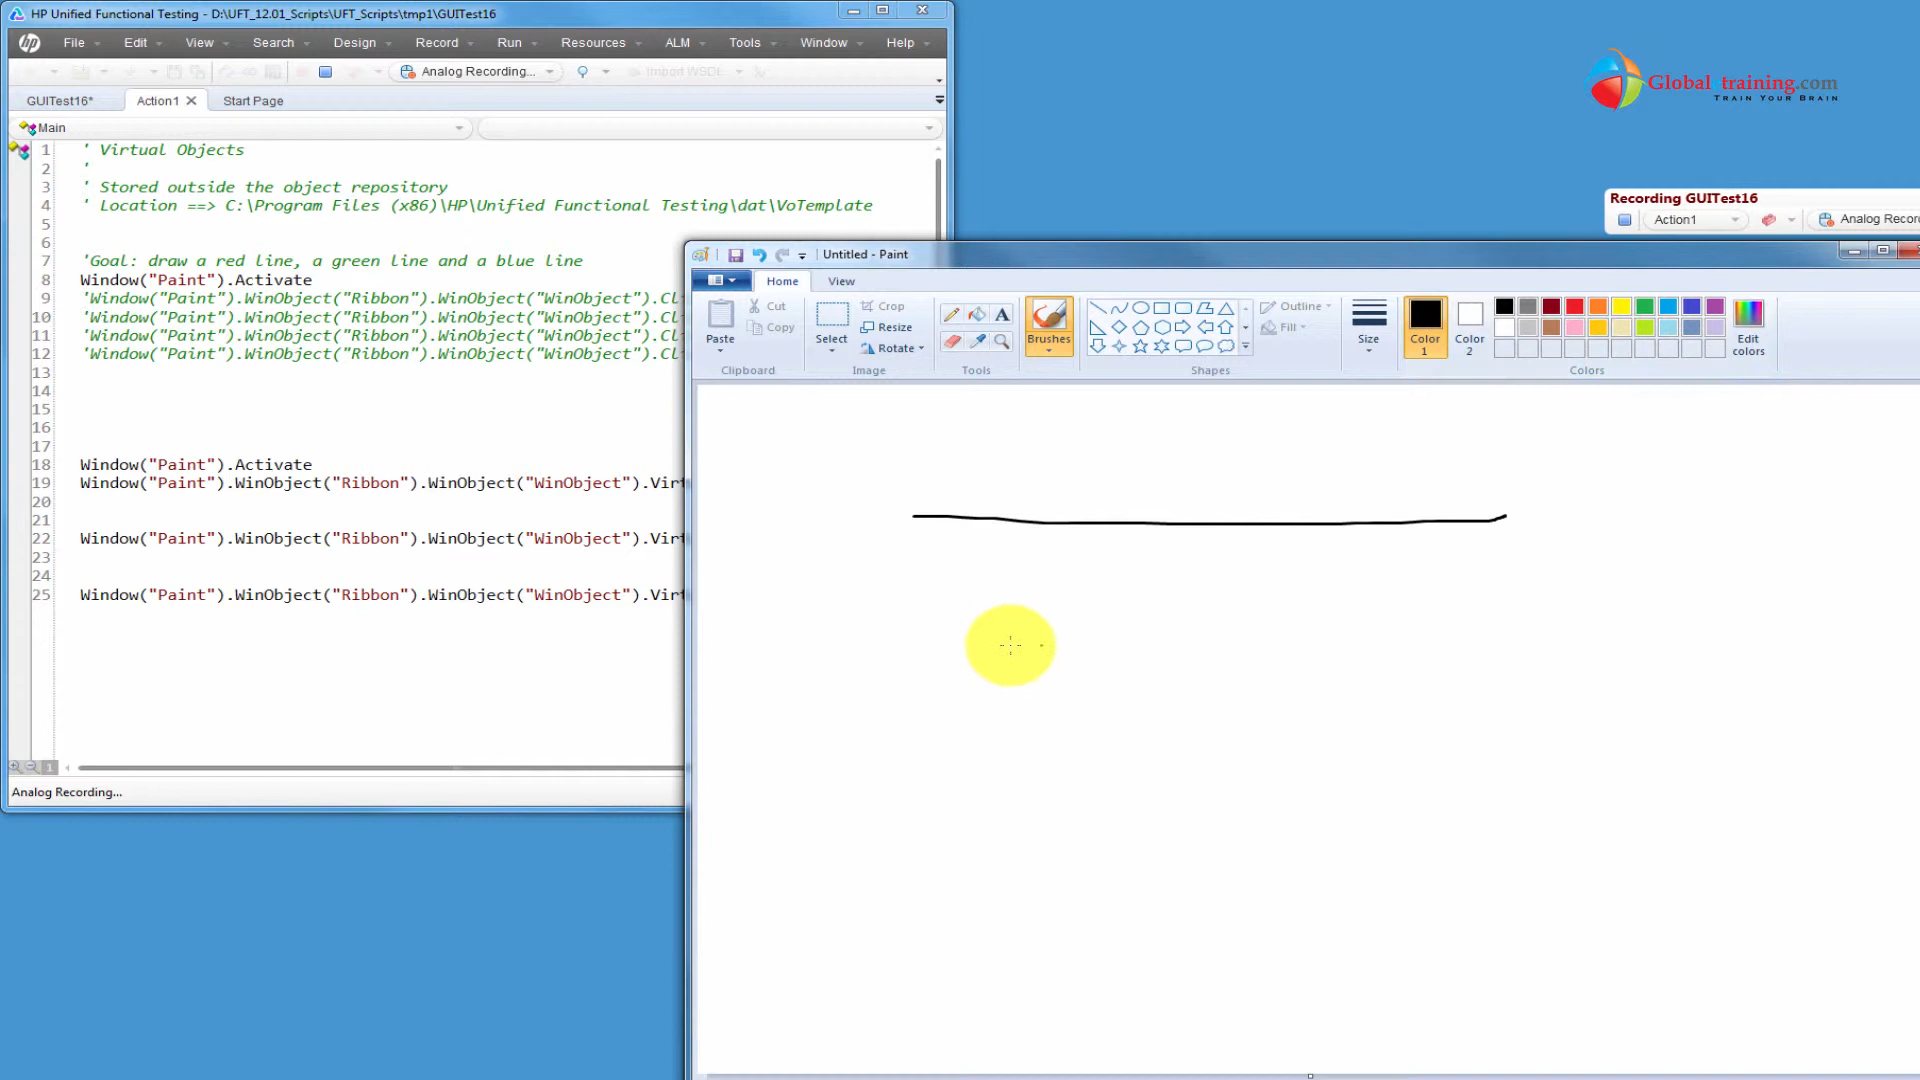 HP Unified Functional Testing - D:\UFT_12.01_Scripts\UFT_Scripts\tmp1\GUITest16
File Edit View Search Design Record Run Resources ALM Tools Window Help
Analog Recording... Import WSDL
GUITest16* Action1 Start Page
Main
1 ' Virtual Objects
2 '
3 ' Stored outside the object repository
4 ' Location ==> C:\Program Files (x86)\HP\Unified Functional Testing\dat\VoTemplate
5
6
7 'Goal: draw a red line, a green line and a blue line
8 Window("Paint").Activate
9 'Window("Paint").WinObject("Ribbon").WinObject("WinObject").Cl
10 'Window("Paint").WinObject("Ribbon").WinObject("WinObject").Cl
11 'Window("Paint").WinObject("Ribbon").WinObject("WinObject").Cl
12 'Window("Paint").WinObject("Ribbon").WinObject("WinObject").Cl
13
14
15
16
17
18 Window("Paint").Activate
19 Window("Paint").WinObject("Ribbon").WinObject("WinObject").Virt
20
21
22 Window("Paint").WinObject("Ribbon").WinObject("WinObject").Virt
23
24
25 Window("Paint").WinObject("Ribbon").WinObject("WinObject").Virt
1
Analog Recording...
Globaletraining.com
TRAIN YOUR BRAIN
Recording GUITest16
Action1 Analog Recor
Untitled - Paint
Home View
Paste Cut Copy Clipboard
Select Crop Resize Rotate Image
A Tools
Brushes
Shapes Outline Fill
Size
Color 1 Color 2 Edit colors
Colors